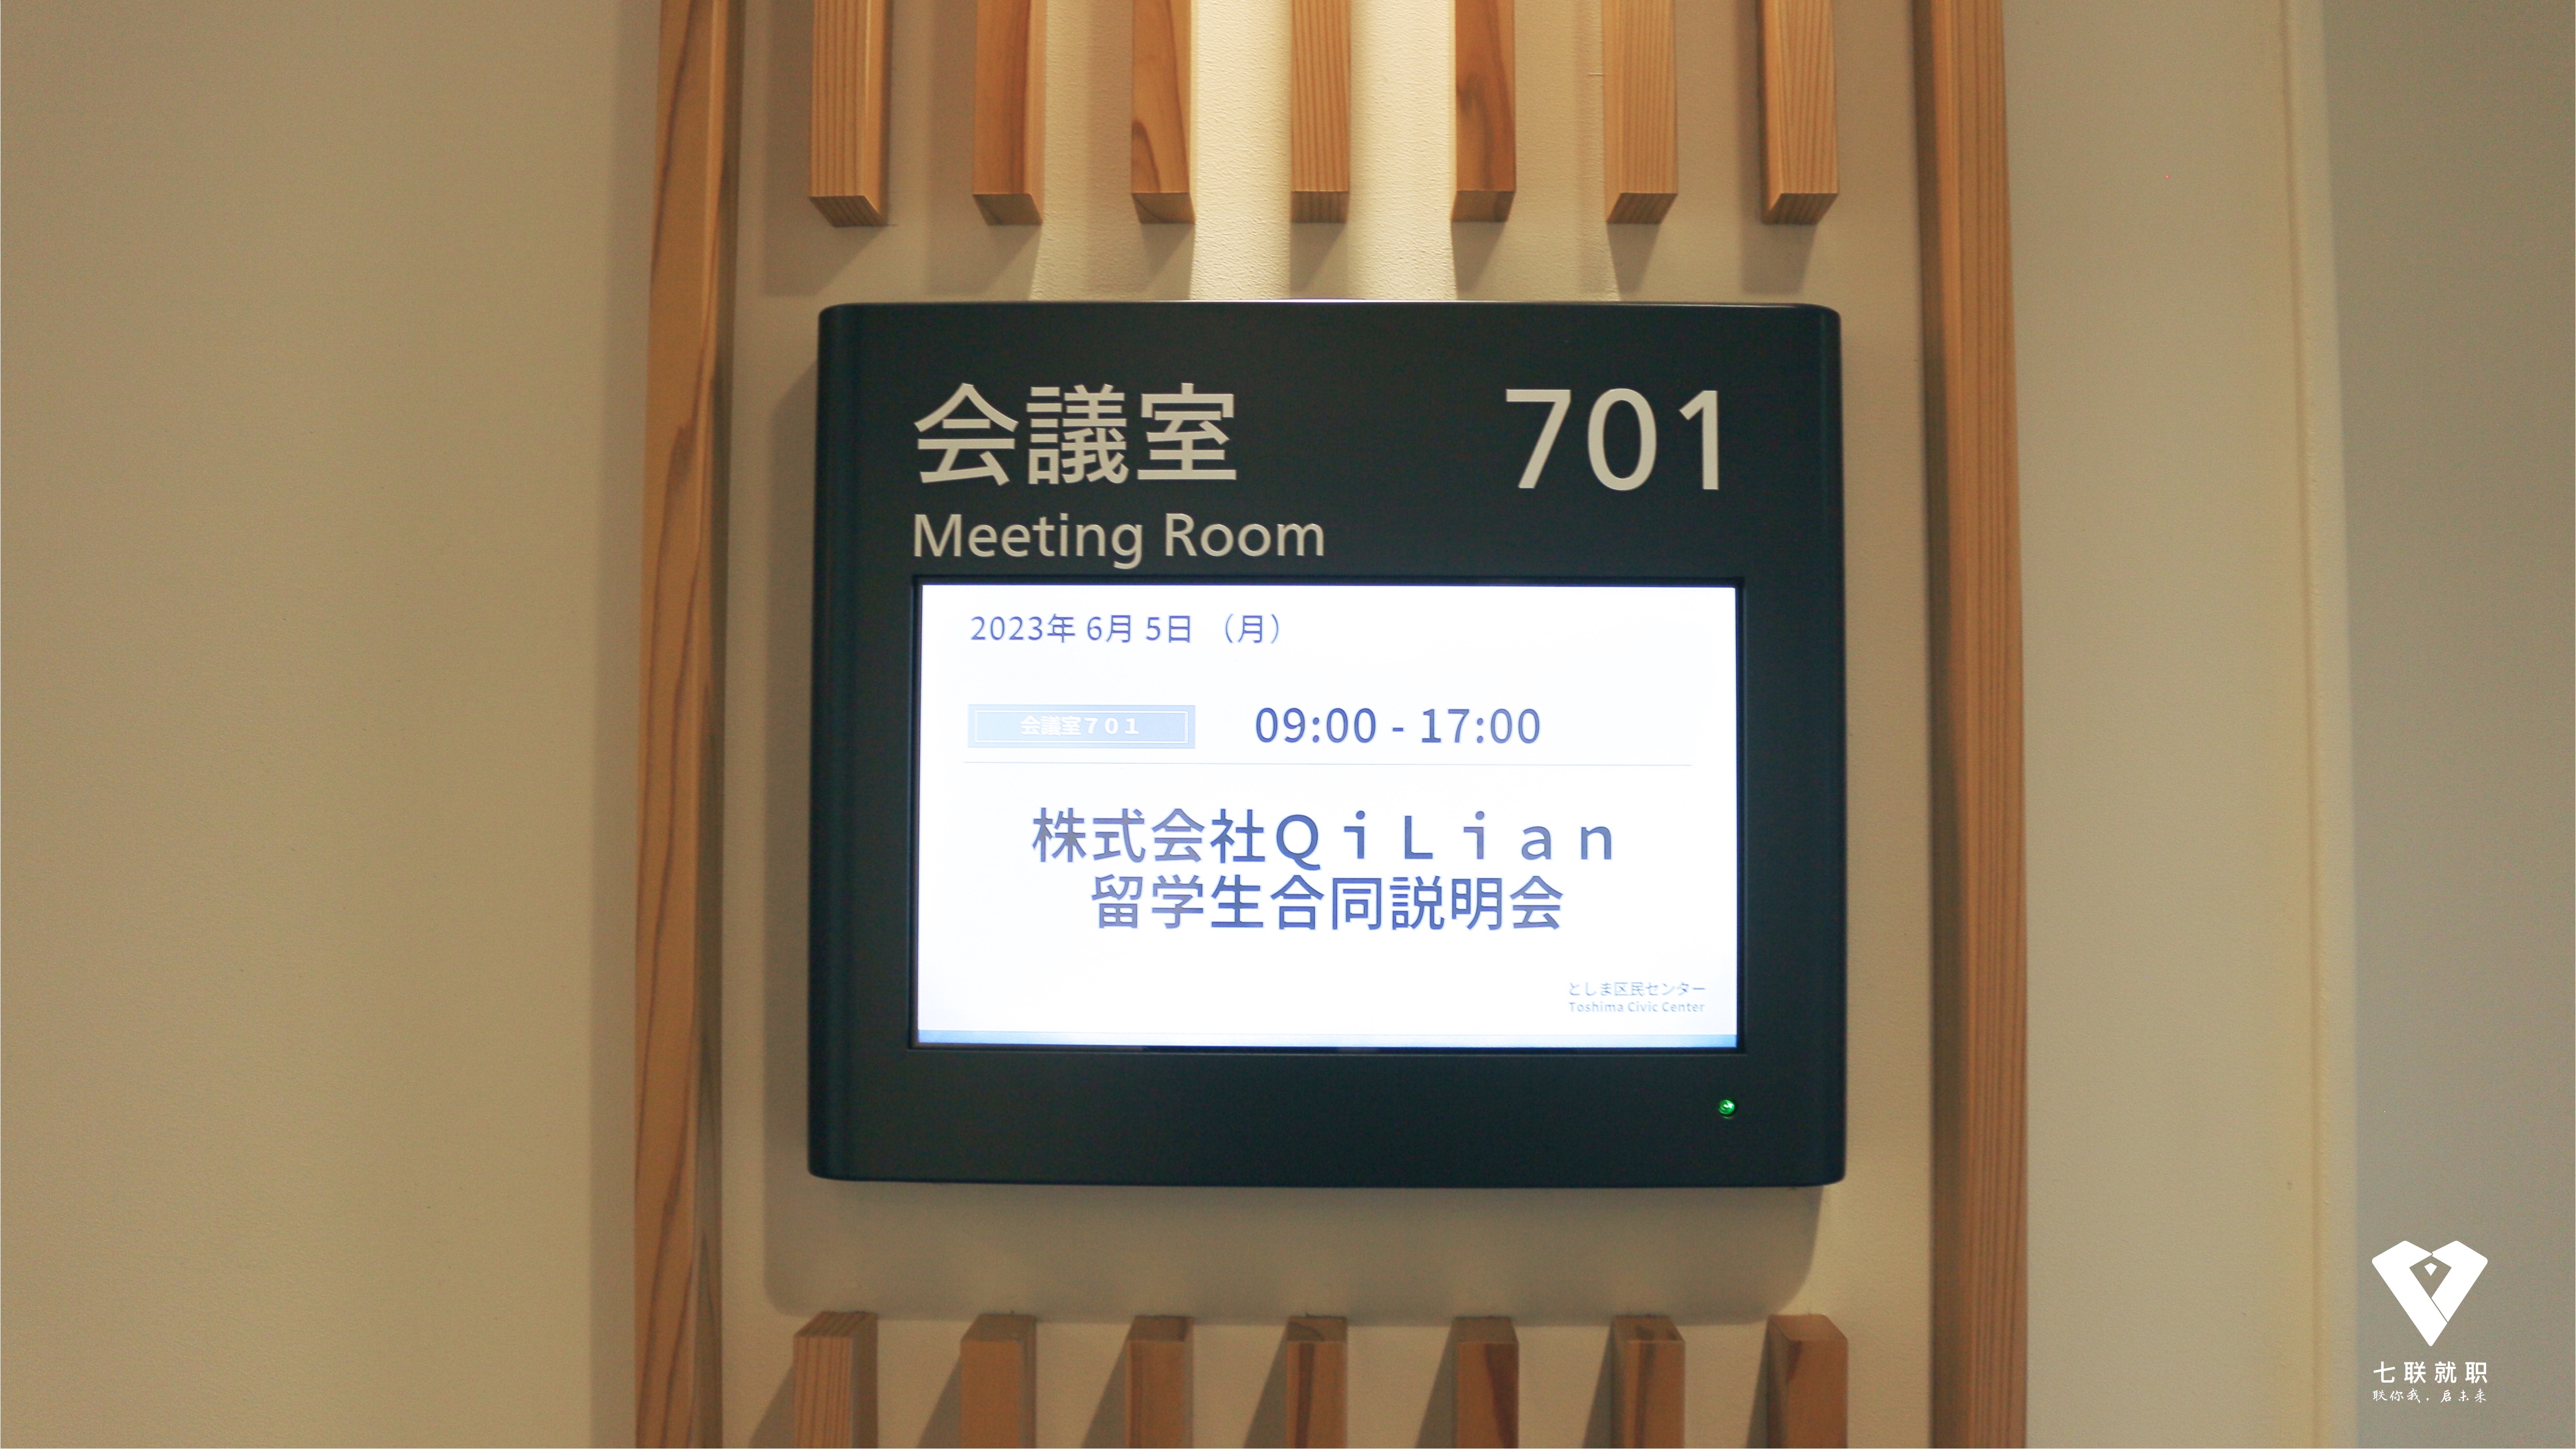 会議室 701
Meeting Room
2023年 6月 5日 （月）
会議室７０１ 09:00 - 17:00
株式会社ＱｉＬｉａｎ
留学生合同説明会
としま区民センター
Toshima Civic Center
七联就职
联你我．启未来